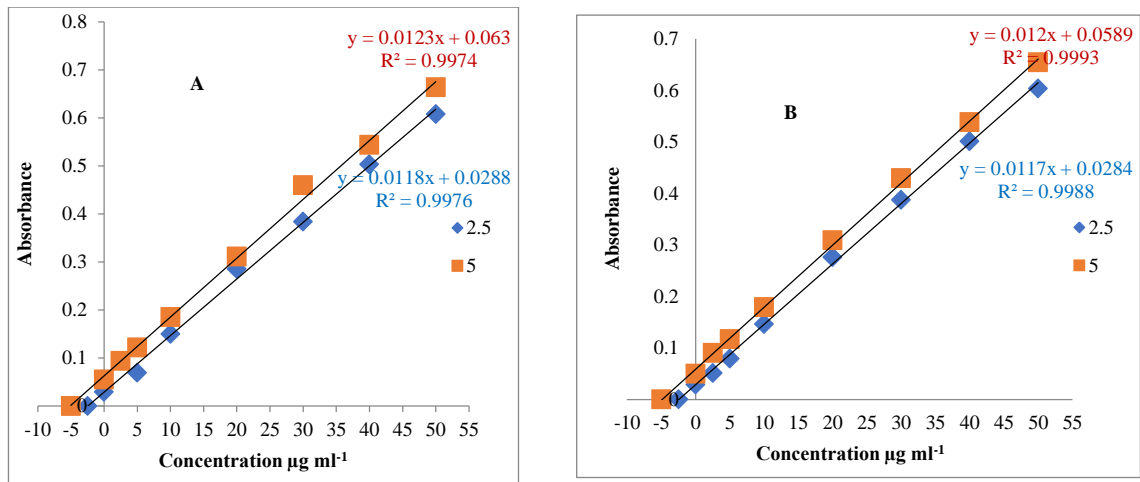 A
y = 0.0123x + 0.063
R² = 0.9974
y = 0.0118x + 0.0288
R² = 0.9976
2.5
5
Absorbance
0.8
0.7
0.6
0.5
0.4
0.3
0.2
0.1
0
-10 -5 0 5 10 15 20 25 30 35 40 45 50 55
Concentration µg ml⁻¹
B
y = 0.012x + 0.0589
R² = 0.9993
y = 0.0117x + 0.0284
R² = 0.9988
2.5
5
Absorbance
0.7
0.6
0.5
0.4
0.3
0.2
0.1
0
-10 -5 0 5 10 15 20 25 30 35 40 45 50 55
Concentration µg ml⁻¹